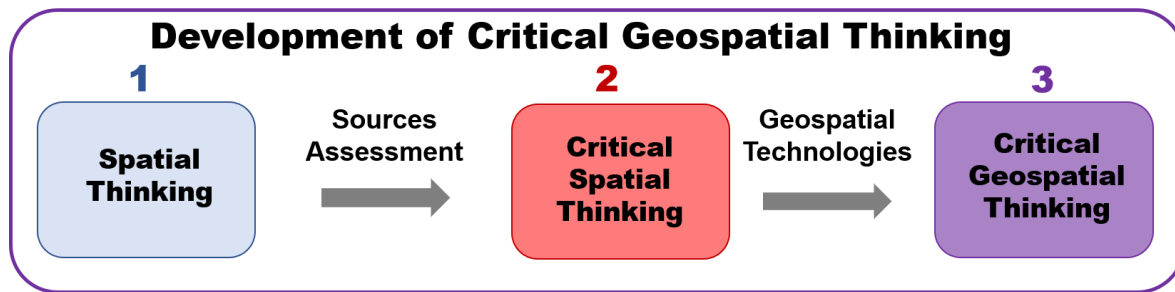 Development of Critical Geospatial Thinking
1
2
3
Spatial
Thinking
Sources
Assessment
Critical
Spatial
Thinking
Geospatial
Technologies
Critical
Geospatial
Thinking